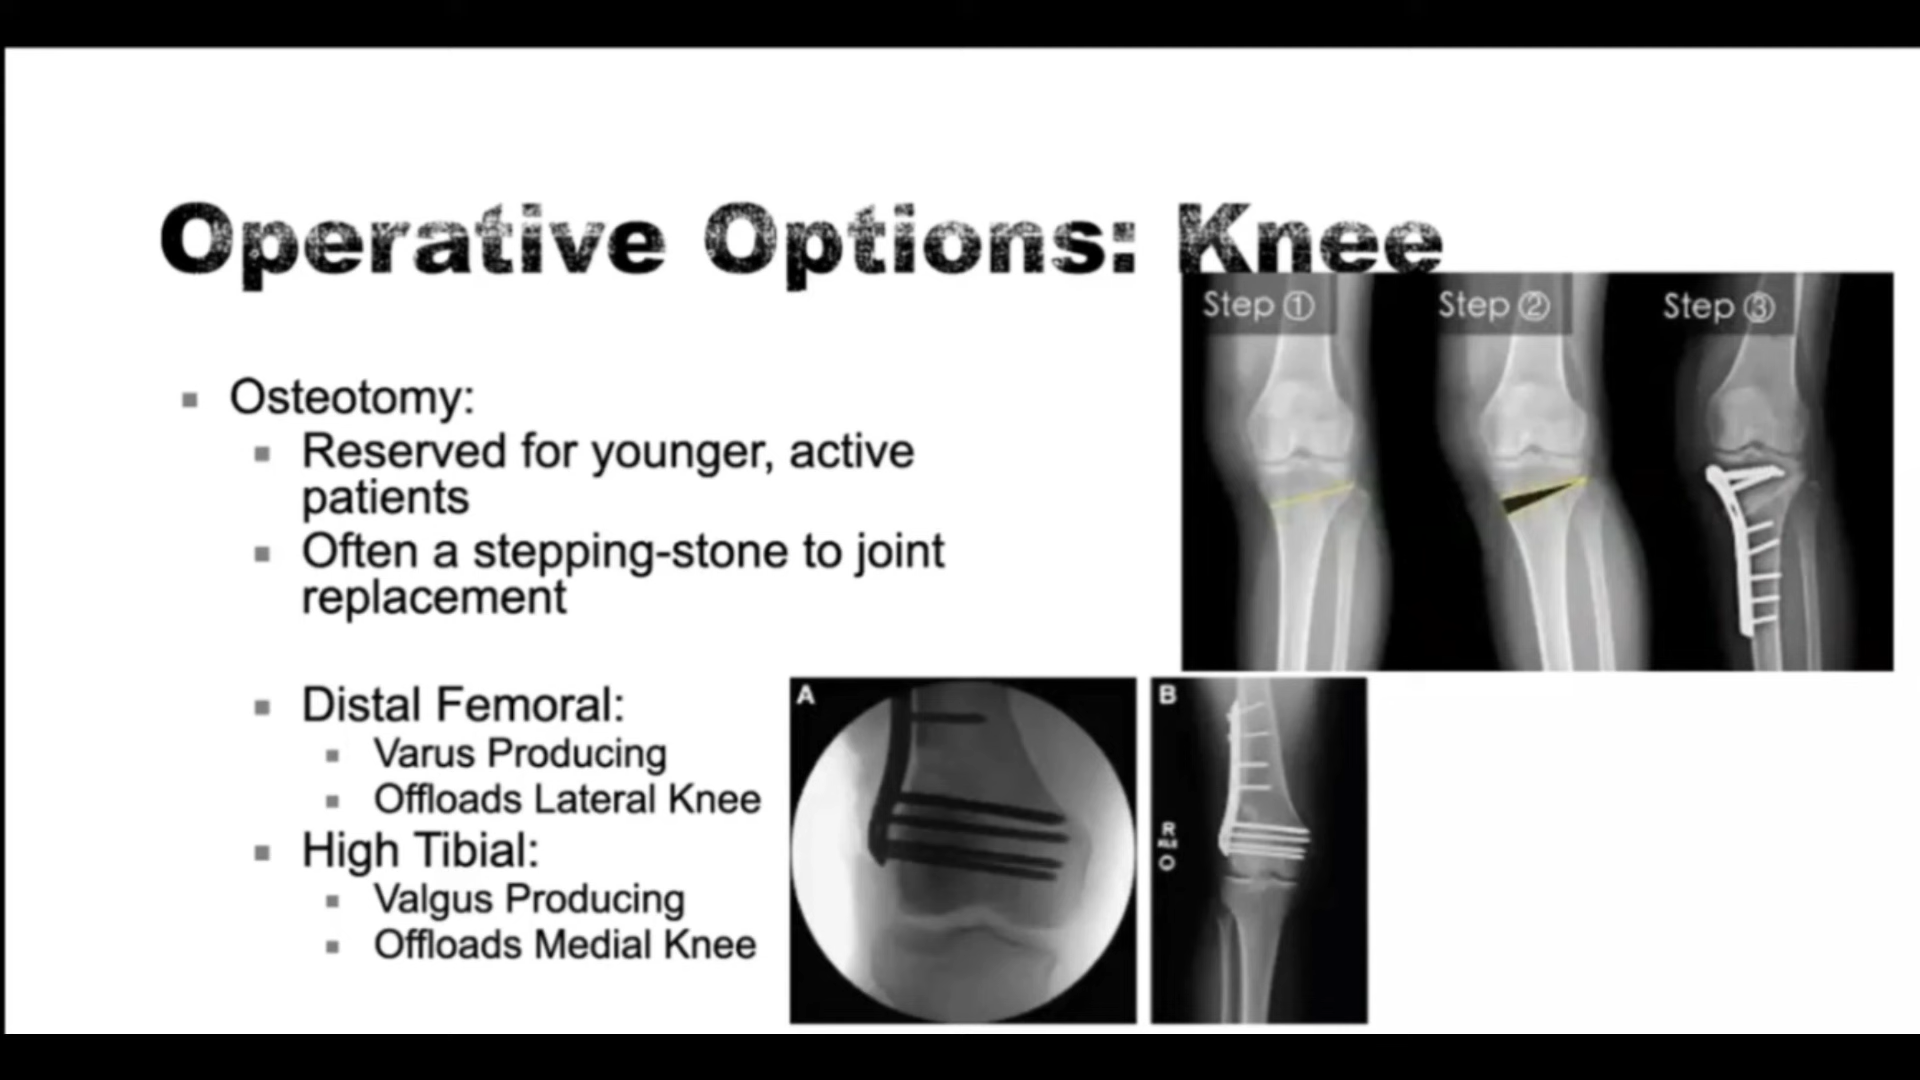 Operative Options: Knee
Osteotomy:
Reserved for younger, active
patients
Often a stepping-stone to joint
replacement
Distal Femoral:
Varus Producing
Offloads Lateral Knee
High Tibial:
Valgus Producing
Offloads Medial Knee
Step ①
Step ②
Step ③
A
B
R